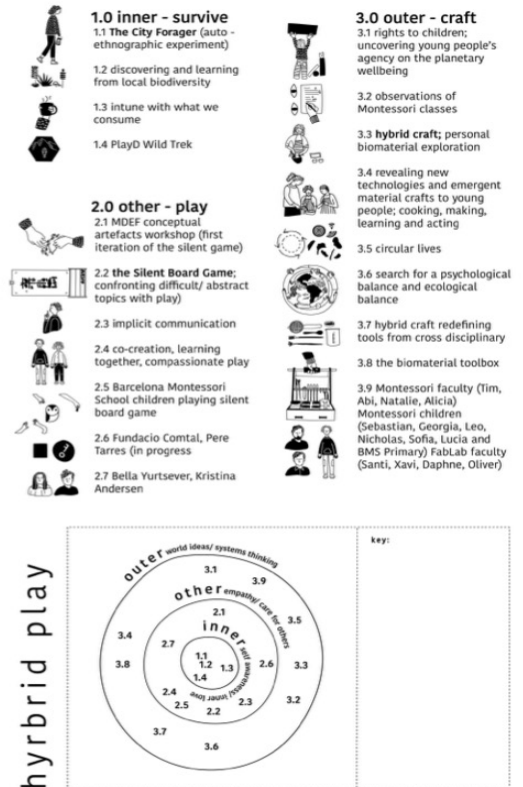 1.0 inner - survive
1.1 The City Forager (auto -
ethnographic experiment)
1.2 discovering and learning
from local biodiversity
1.3 intune with what we
consume
1.4 PlayD Wild Trek
2.0 other - play
2.1 MDEF conceptual
artefacts workshop (first
iteration of the silent game)
2.2 the Silent Board Game;
confronting difficult/ abstract
topics with play)
2.3 implicit communication
2.4 co-creation, learning
together, compassionate play
2.5 Barcelona Montessori
School children playing silent
board game
2.6 Fundacio Comtal, Pere
Tarres (in progress
2.7 Bella Yurtsever, Kristina
Andersen
3.0 outer - craft
3.1 rights to children;
uncovering young people's
agency on the planetary
wellbeing
3.2 observations of
Montessori classes
3.3 hybrid craft; personal
biomaterial exploration
3.4 revealing new
technologies and emergent
material crafts to young
people; cooking, making,
learning and acting
3.5 circular lives
3.6 search for a psychological
balance and ecological
balance
3.7 hybrid craft redefining
tools from cross disciplinary
3.8 the biomaterial toolbox
3.9 Montessori faculty (Tim,
Abi, Natalie, Alicia)
Montessori children
(Sebastian, Georgia, Leo,
Nicholas, Sofia, Lucia and
BMS Primary) FabLab faculty
(Santi, Xavi, Daphne, Oliver)
hyrbrid play
outer world ideas/ systems thinking
3.1
3.9
other empathy/ care for others
2.1
3.5
inner self awareness/ inner love
3.4
2.7
1.1
1.2
1.3
2.6
3.3
3.8
1.4
2.4
2.5
2.2
2.3
3.2
3.7
3.6
key: